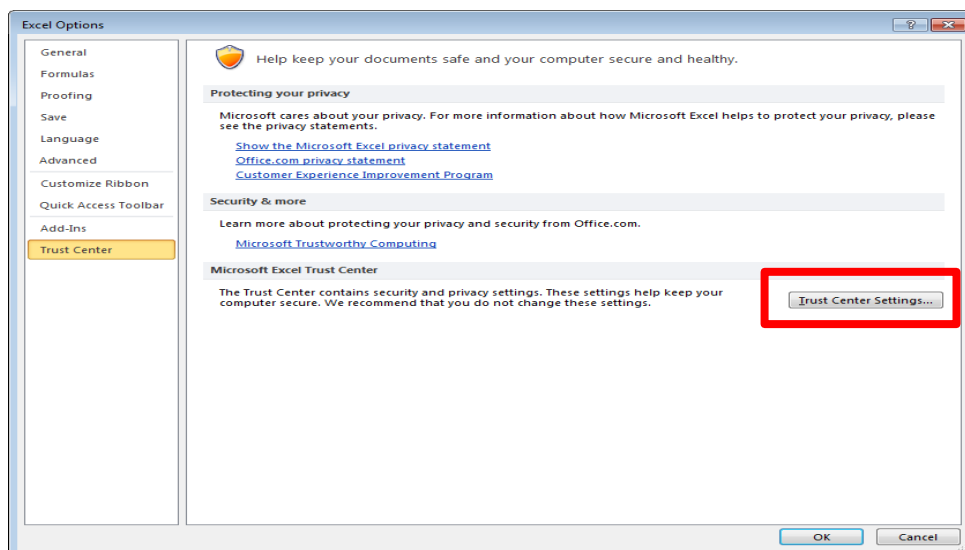 Excel Options
General
Formulas
Proofing
Save
Language
Advanced
Customize Ribbon
Quick Access Toolbar
Add-Ins
Trust Center
Help keep your documents safe and your computer secure and healthy.
Protecting your privacy
Microsoft cares about your privacy. For more information about how Microsoft Excel helps to protect your privacy, please
see the privacy statements.
Show the Microsoft Excel privacy statement
Office.com privacy statement
Customer Experience Improvement Program
Security & more
Learn more about protecting your privacy and security from Office.com.
Microsoft Trustworthy Computing
Microsoft Excel Trust Center
The Trust Center contains security and privacy settings. These settings help keep your
computer secure. We recommend that you do not change these settings.
Trust Center Settings...
OK
Cancel